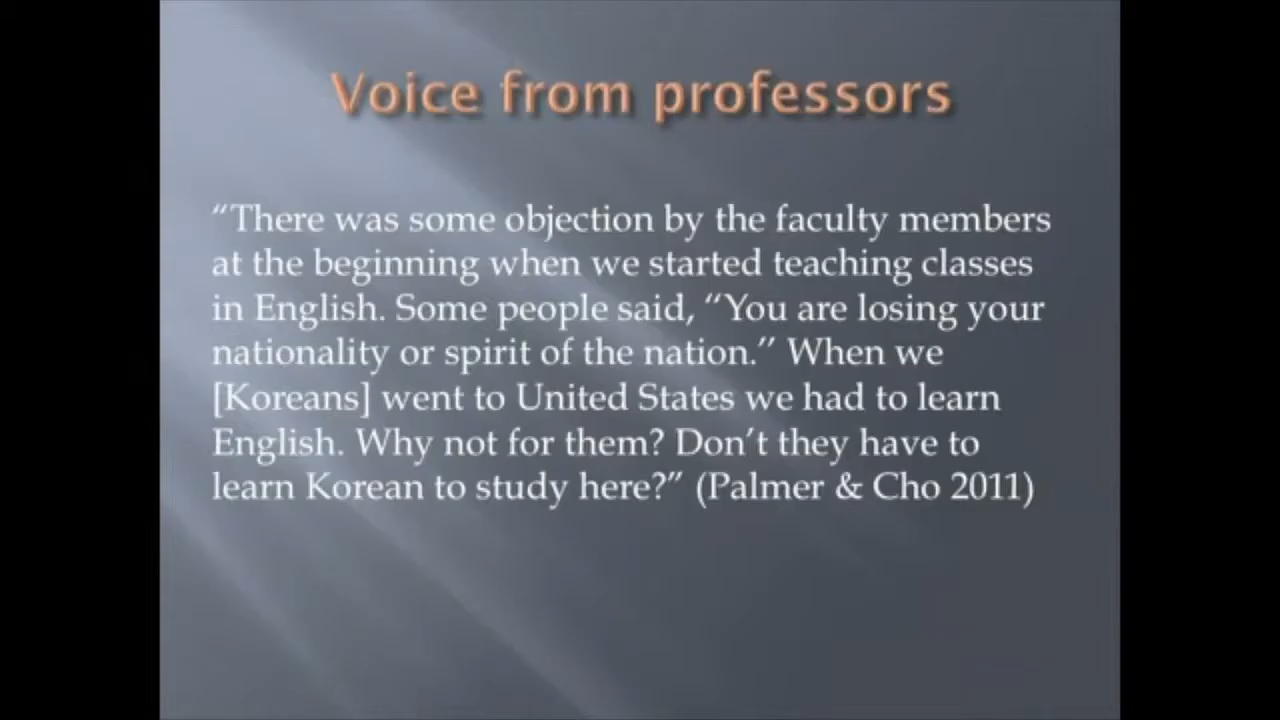 Voice from professors
“There was some objection by the faculty members
at the beginning when we started teaching classes
in English. Some people said, “You are losing your
nationality or spirit of the nation.’’ When we
[Koreans] went to United States we had to learn
English. Why not for them? Don’t they have to
learn Korean to study here?” (Palmer & Cho 2011)